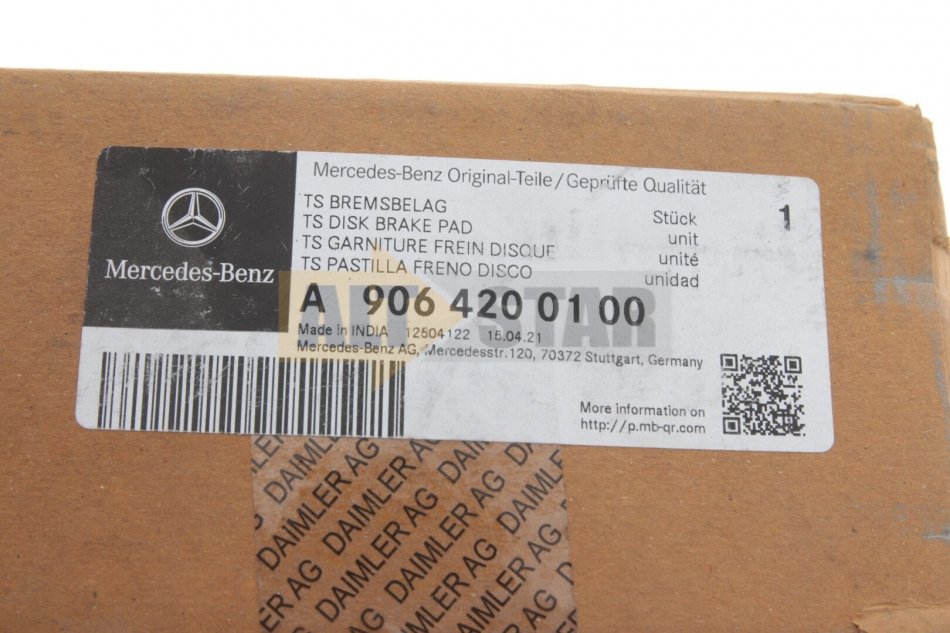 Mercedes-Benz
Mercedes-Benz Original-Teile/Geprüfte Qualität
TS BREMSBELAG
TS DISK BRAKE PAD
TS GARNITURE FREIN DISQUE
TS PASTILLA FRENO DISCO
Stück
unit
unité
unidad
1
A 906 420 01 00
Made in INDIA 12504122 15.04.21
Mercedes-Benz AG, Mercedesstr.120, 70372 Stuttgart, Germany
More information on
http://p.mb-qr.com
STAR
DAIMLER AG DAIMLER AG
DAIMLER AG DAIMLER AG